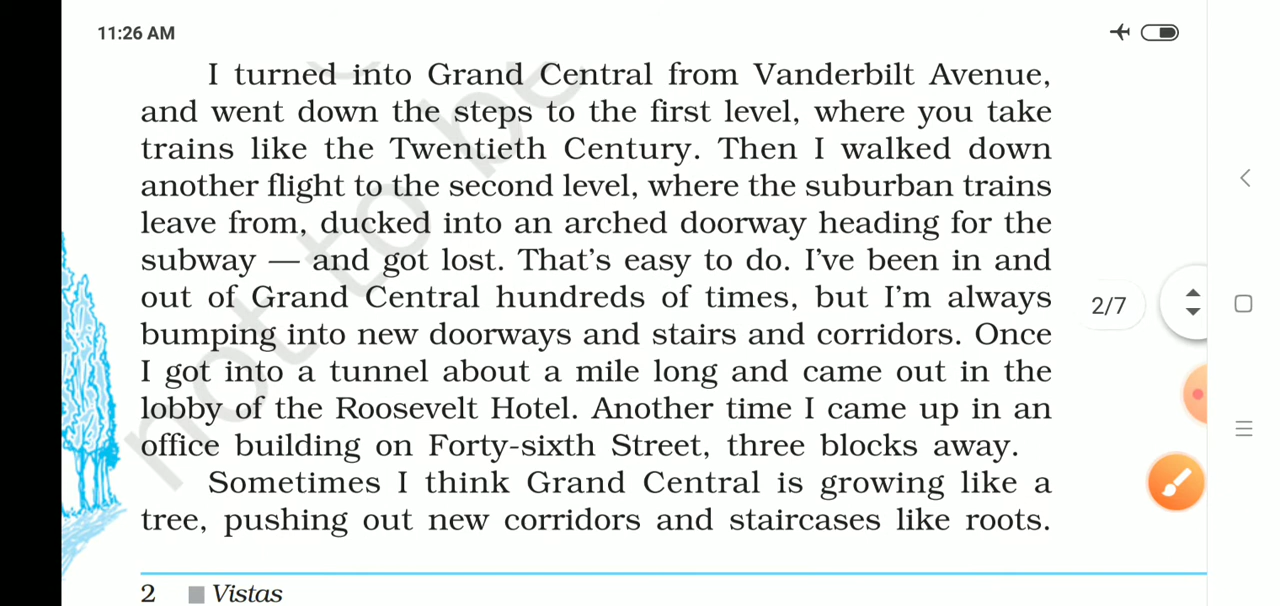 11:26 AM
I turned into Grand Central from Vanderbilt Avenue,
and went down the steps to the first level, where you take
trains like the Twentieth Century. Then I walked down
another flight to the second level, where the suburban trains
leave from, ducked into an arched doorway heading for the
subway — and got lost. That's easy to do. I've been in and
out of Grand Central hundreds of times, but I'm always
bumping into new doorways and stairs and corridors. Once
I got into a tunnel about a mile long and came out in the
lobby of the Roosevelt Hotel. Another time I came up in an
office building on Forty-sixth Street, three blocks away.
Sometimes I think Grand Central is growing like a
tree, pushing out new corridors and staircases like roots.
2 Vistas
2/7
not to be